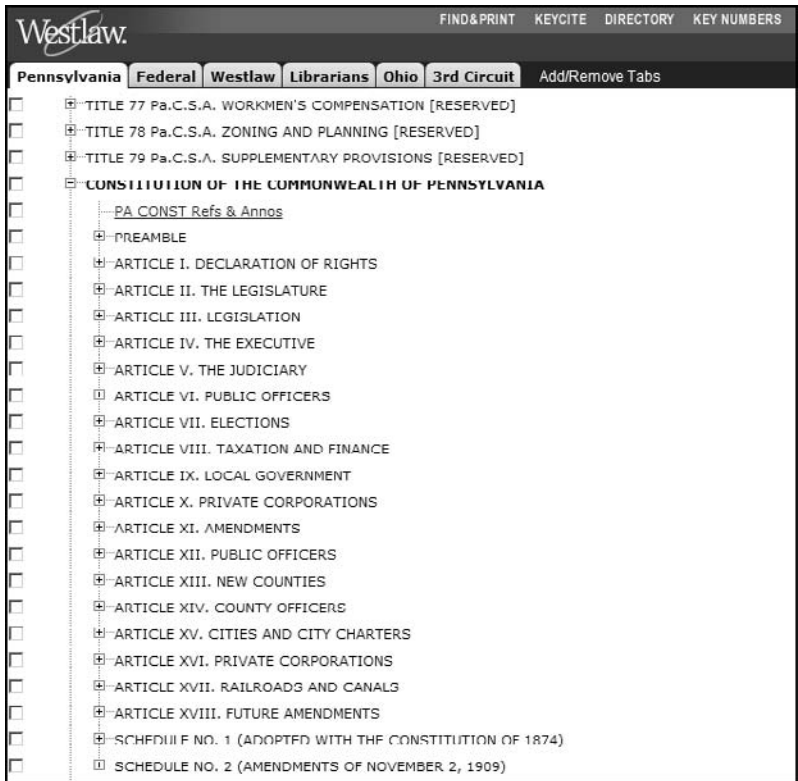 Westlaw.
FIND&PRINT KEYCITE DIRECTORY KEY NUMBERS
Pennsylvania Federal Westlaw Librarians Ohio 3rd Circuit Add/Remove Tabs
TITLE 77 Pa.C.S.A. WORKMEN'S COMPENSATION [RESERVED]
TITLE 78 Pa.C.S.A. ZONING AND PLANNING [RESERVED]
TITLE 79 Pa.C.S.A. SUPPLEMENTARY PROVISIONS [RESERVED]
CONSTITUTION OF THE COMMONWEALTH OF PENNSYLVANIA
PA CONST Refs & Annos
PREAMBLE
ARTICLE I. DECLARATION OF RIGHTS
ARTICLE II. THE LEGISLATURE
ARTICLE III. LEGISLATION
ARTICLE IV. THE EXECUTIVE
ARTICLE V. THE JUDICIARY
ARTICLE VI. PUBLIC OFFICERS
ARTICLE VII. ELECTIONS
ARTICLE VIII. TAXATION AND FINANCE
ARTICLE IX. LOCAL GOVERNMENT
ARTICLE X. PRIVATE CORPORATIONS
ARTICLE XI. AMENDMENTS
ARTICLE XII. PUBLIC OFFICERS
ARTICLE XIII. NEW COUNTIES
ARTICLE XIV. COUNTY OFFICERS
ARTICLE XV. CITIES AND CITY CHARTERS
ARTICLE XVI. PRIVATE CORPORATIONS
ARTICLE XVII. RAILROADS AND CANALS
ARTICLE XVIII. FUTURE AMENDMENTS
SCHEDULE NO. 1 (ADOPTED WITH THE CONSTITUTION OF 1874)
SCHEDULE NO. 2 (AMENDMENTS OF NOVEMBER 2, 1909)